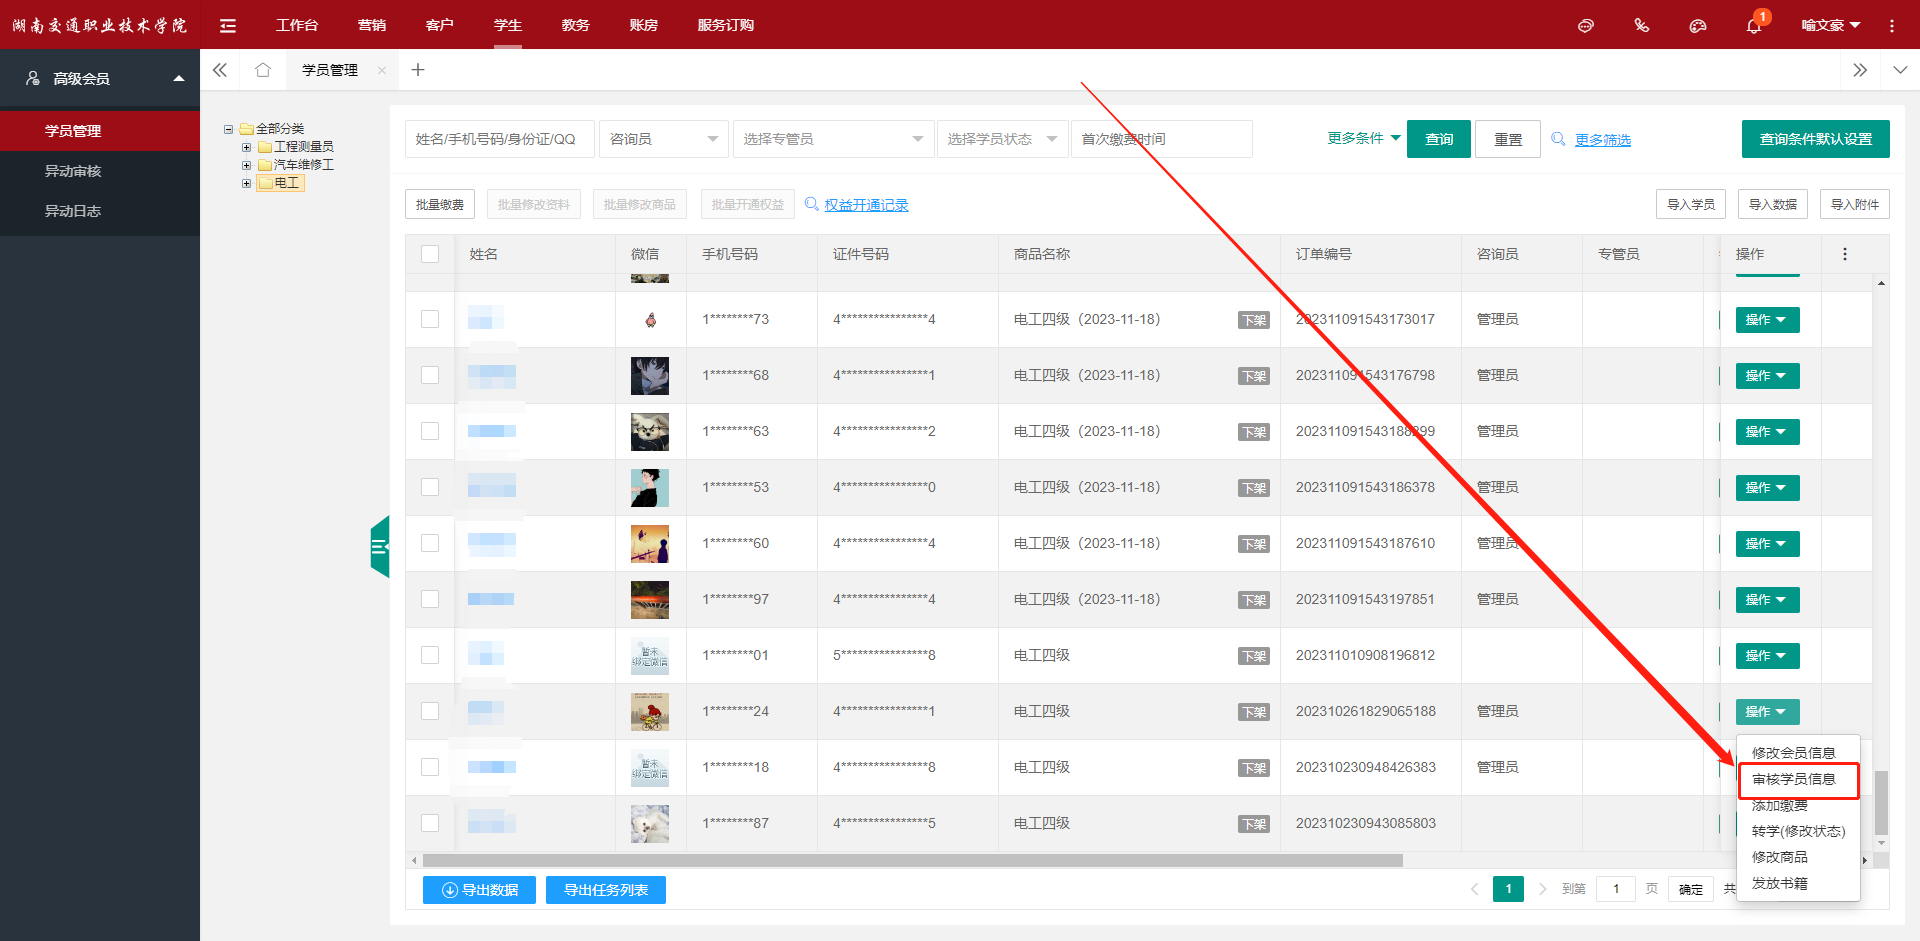 湖南交通职业技术学院
工作台 营销 客户 学生 教务 账房 服务订购
1
喻文豪
高级会员
学员管理
异动审核
异动日志
学员管理
全部分类
工程测量员
汽车维修工
电工
姓名/手机号码/身份证/QQ 咨询员 选择专管员 选择学员状态 首次缴费时间 更多条件 查询 重置 更多筛选 查询条件默认设置
批量缴费 批量修改资料 批量修改商品 批量开通权益 权益开通记录 导入学员 导入数据 导入附件
姓名 微信 手机号码 证件号码 商品名称 订单编号 咨询员 专管员 操作
1********73 4****************4 电工四级（2023-11-18） 下架 202311091543173017 管理员 操作
1********68 4****************1 电工四级（2023-11-18） 下架 202311091543176798 管理员 操作
1********63 4****************2 电工四级（2023-11-18） 下架 202311091543188299 管理员 操作
1********53 4****************0 电工四级（2023-11-18） 下架 202311091543186378 管理员 操作
1********60 4****************4 电工四级（2023-11-18） 下架 202311091543187610 管理员 操作
1********97 4****************4 电工四级（2023-11-18） 下架 202311091543197851 管理员 操作
暂未
绑定微信
1********01 5****************8 电工四级 下架 202311010908196812 操作
1********24 4****************1 电工四级 下架 202310261829065188 管理员 操作
暂未
绑定微信
1********18 4****************8 电工四级 下架 202310230948426383 管理员
1********87 4****************5 电工四级 下架 202310230943085803
修改会员信息
审核学员信息
添加缴费
转学(修改状态)
修改商品
发放书籍
导出数据 导出任务列表
1 到第 1 页 确定 共